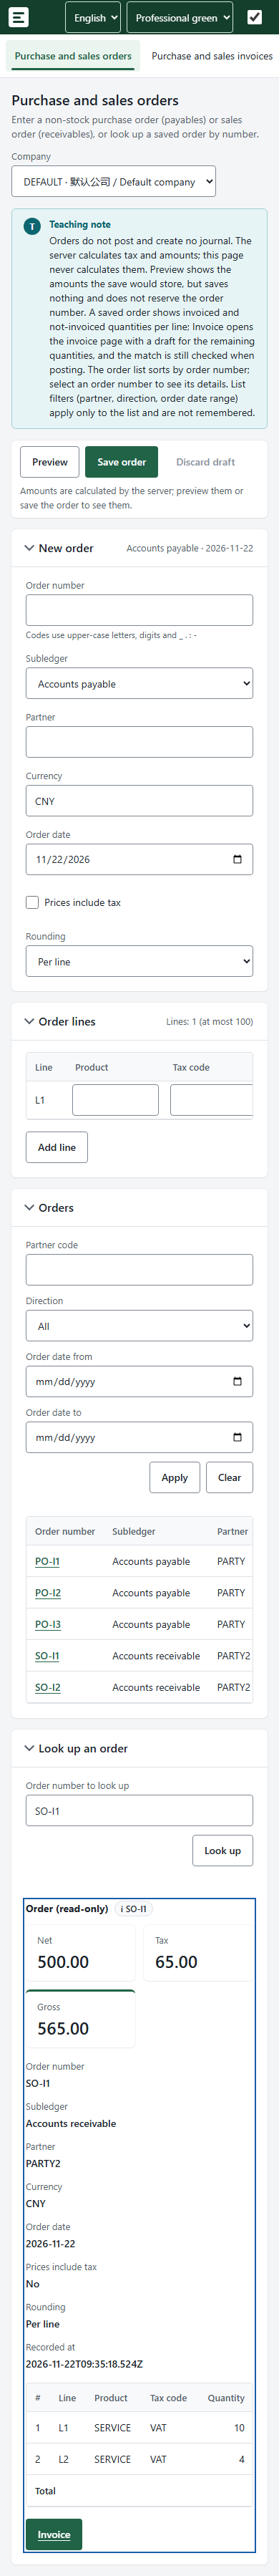 English
Professional green
Purchase and sales orders
Purchase and sales invoices
Purchase and sales orders
Enter a non-stock purchase order (payables) or sales
order (receivables), or look up a saved order by number.
Company
DEFAULT · 默认公司 / Default company
T
Teaching note
Orders do not post and create no journal. The
server calculates tax and amounts; this page
never calculates them. Preview shows the
amounts the save would store, but saves
nothing and does not reserve the order
number. A saved order shows invoiced and
not-invoiced quantities per line; Invoice opens
the invoice page with a draft for the remaining
quantities, and the match is still checked when
posting. The order list sorts by order number;
select an order number to see its details. List
filters (partner, direction, order date range)
apply only to the list and are not remembered.
Preview
Save order
Discard draft
Amounts are calculated by the server; preview them or
save the order to see them.
New order
Accounts payable · 2026-11-22
Order number
Codes use upper-case letters, digits and _ . : -
Subledger
Accounts payable
Partner
Currency
CNY
Order date
11/22/2026
Prices include tax
Rounding
Per line
Order lines
Lines: 1 (at most 100)
Line Product Tax code
L1
Add line
Orders
Partner code
Direction
All
Order date from
mm/dd/yyyy
Order date to
mm/dd/yyyy
Apply
Clear
Order number Subledger Partner
PO-I1 Accounts payable PARTY
PO-I2 Accounts payable PARTY
PO-I3 Accounts payable PARTY
SO-I1 Accounts receivable PARTY2
SO-I2 Accounts receivable PARTY2
Look up an order
Order number to look up
SO-I1
Look up
Order (read-only)
i SO-I1
Net
500.00
Tax
65.00
Gross
565.00
Order number
SO-I1
Subledger
Accounts receivable
Partner
PARTY2
Currency
CNY
Order date
2026-11-22
Prices include tax
No
Rounding
Per line
Recorded at
2026-11-22T09:35:18.524Z
# Line Product Tax code Quantity
1 L1 SERVICE VAT 10
2 L2 SERVICE VAT 4
Total
Invoice